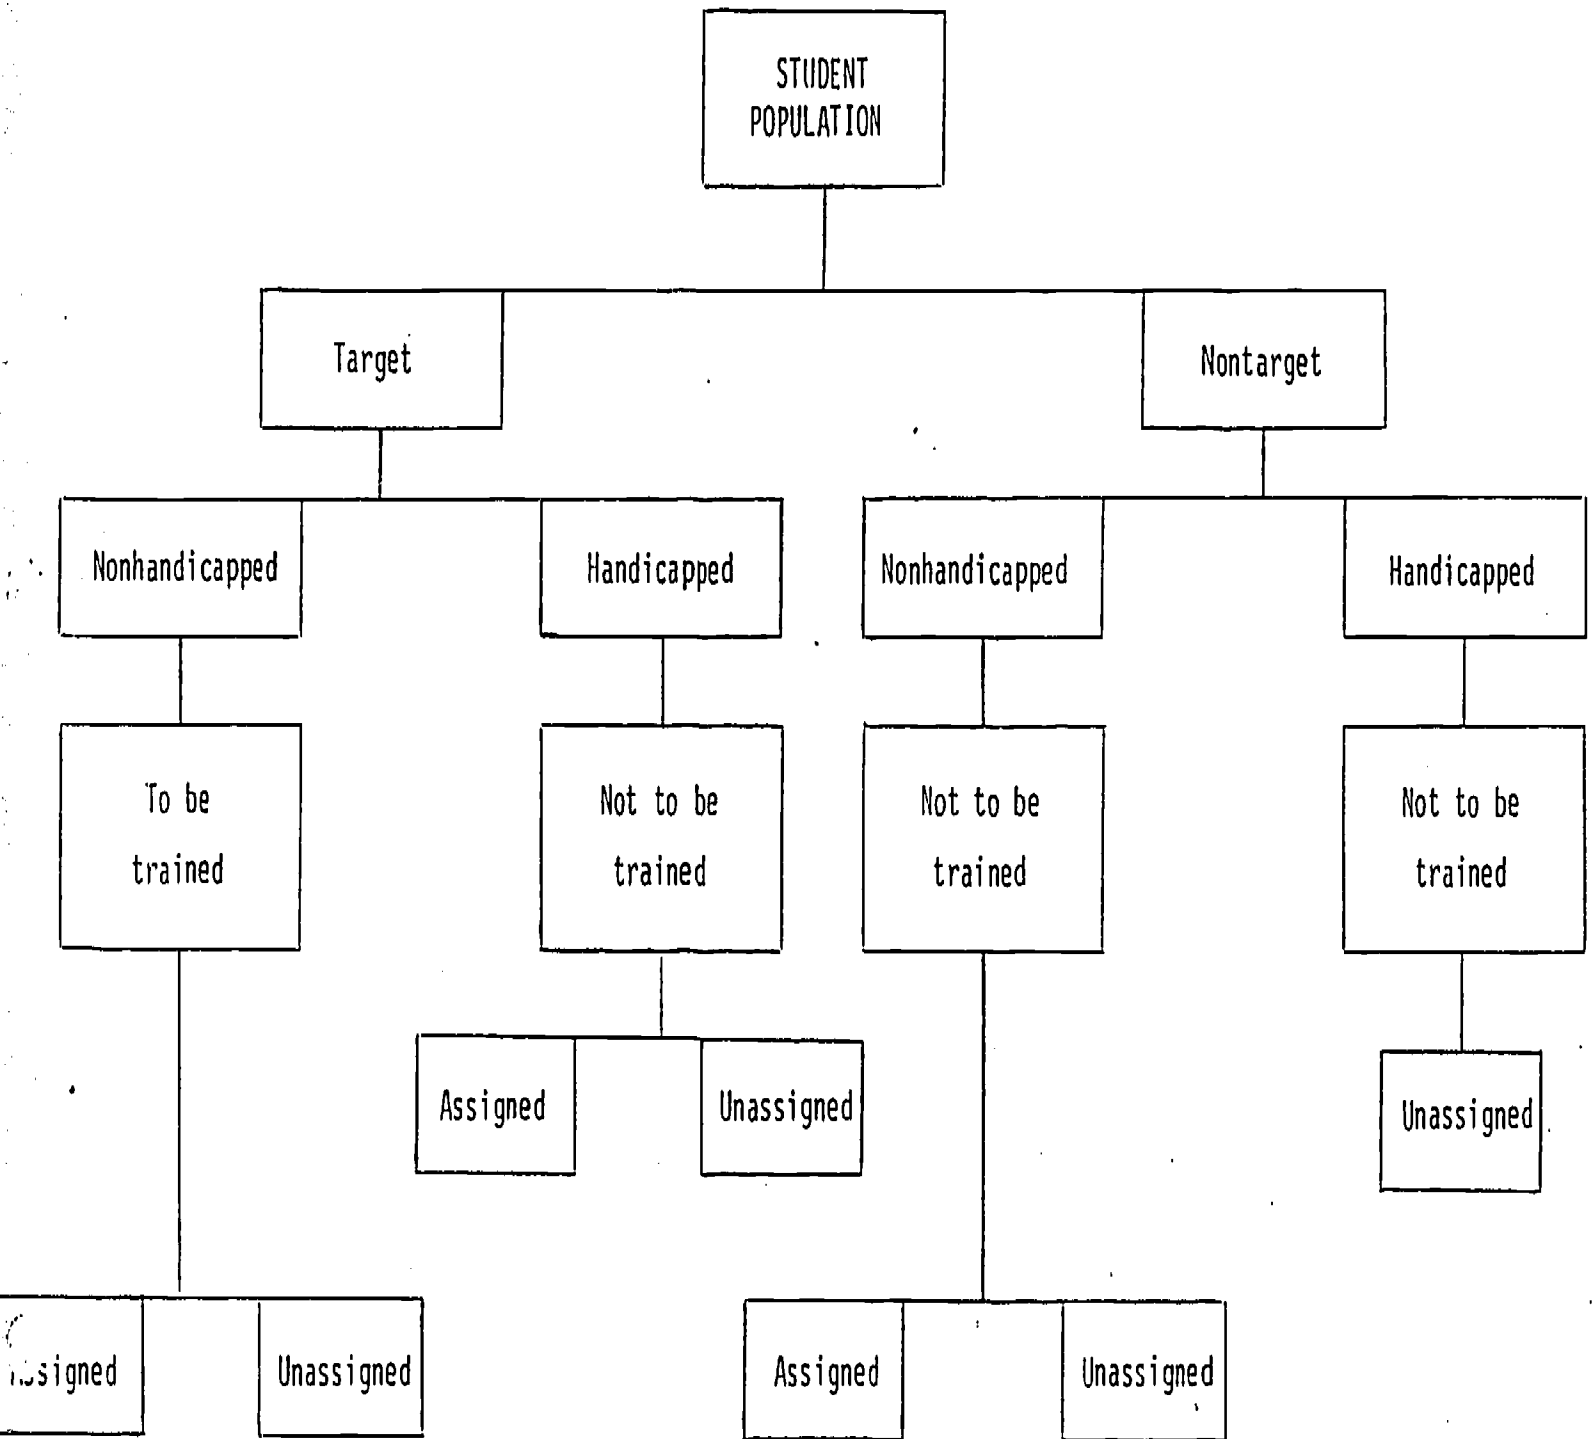 STUDENT
POPULATION
Target
Nontarget
Nonhandicapped
Handicapped
Nonhandicapped
Handicapped
To be
trained
Not to be
trained
Not to be
trained
Not to be
trained
Assigned
Unassigned
Unassigned
Assigned
Unassigned
Assigned
Unassigned